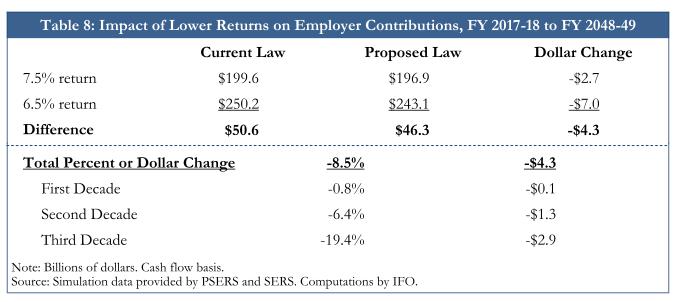 Table 8: Impact of Lower Returns on Employer Contributions, FY 2017-18 to FY 2048-49
Current Law Proposed Law Dollar Change
7.5% return $199.6 $196.9 -$2.7
6.5% return $250.2 $243.1 -$7.0
Difference $50.6 $46.3 -$4.3
Total Percent or Dollar Change -8.5% -$4.3
First Decade -0.8% -$0.1
Second Decade -6.4% -$1.3
Third Decade -19.4% -$2.9
Note: Billions of dollars. Cash flow basis.
Source: Simulation data provided by PSERS and SERS. Computations by IFO.